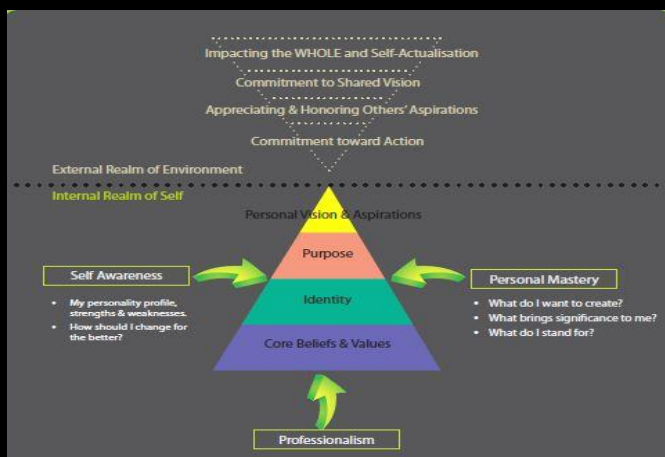 Impacting the WHOLE and Self-Actualisation
Commitment to Shared Vision
Appreciating & Honoring Others' Aspirations
Commitment toward Action
External Realm of Environment
Internal Realm of Self
Personal Vision & Aspirations
Purpose
Self Awareness
• My personality profile,
strengths & weaknesses.
• How should I change for
the better?
Personal Mastery
• What do I want to create?
• What brings significance to me?
• What do I stand for?
Identity
Core Beliefs & Values
Professionalism